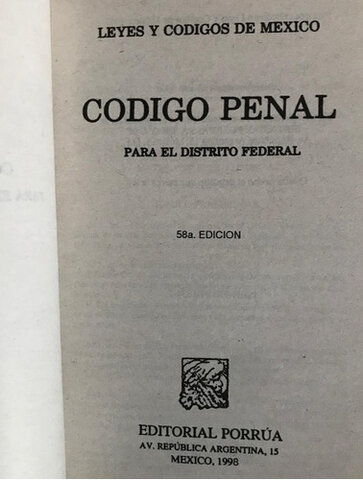 LEYES Y CODIGOS DE MEXICO
CODIGO PENAL
PARA EL DISTRITO FEDERAL
58a. EDICION
EDITORIAL PORRÚA
AV. REPÚBLICA ARGENTINA, 15
MEXICO, 1998